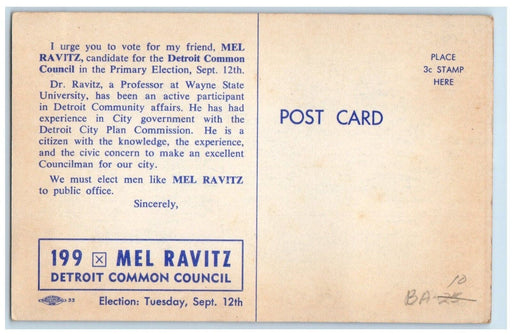 I urge you to vote for my friend, MEL
RAVITZ, candidate for the Detroit Common
Council in the Primary Election, Sept. 12th.
Dr. Ravitz, a Professor at Wayne State
University, has been an active participant
in Detroit Community affairs. He has had
experience in City government with the
Detroit City Plan Commission. He is a
citizen with the knowledge, the experience,
and the civic concern to make an excellent
Councilman for our city.
We must elect men like MEL RAVITZ
to public office.
Sincerely,
199 ☒ MEL RAVITZ
DETROIT COMMON COUNCIL
33 Election: Tuesday, Sept. 12th
POST CARD
PLACE
3c STAMP
HERE
10
BA 25